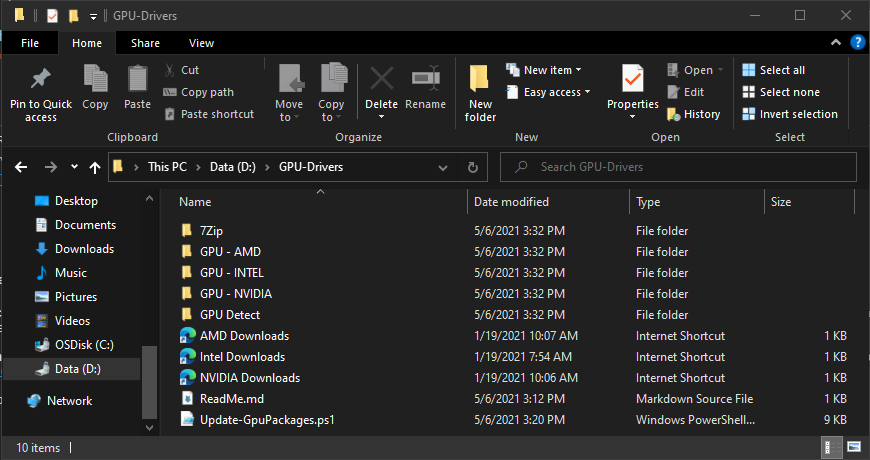 GPU-Drivers
File Home Share View
Pin to Quick access
Copy
Paste
Cut
Copy path
Paste shortcut
Clipboard
Move to
Copy to
Delete
Rename
Organize
New folder
New item
Easy access
New
Properties
Open
Edit
History
Open
Select all
Select none
Invert selection
Select
This PC Data (D:) GPU-Drivers
Search GPU-Drivers
Desktop
Documents
Downloads
Music
Pictures
Videos
OSDisk (C:)
Data (D:)
Network
Name Date modified Type Size
7Zip 5/6/2021 3:32 PM File folder
GPU - AMD 5/6/2021 3:32 PM File folder
GPU - INTEL 5/6/2021 3:32 PM File folder
GPU - NVIDIA 5/6/2021 3:32 PM File folder
GPU Detect 5/6/2021 3:32 PM File folder
AMD Downloads 1/19/2021 10:07 AM Internet Shortcut 1 KB
Intel Downloads 1/19/2021 7:54 AM Internet Shortcut 1 KB
NVIDIA Downloads 1/19/2021 10:06 AM Internet Shortcut 1 KB
ReadMe.md 5/6/2021 3:12 PM Markdown Source File 1 KB
Update-GpuPackages.ps1 5/6/2021 3:20 PM Windows PowerShell... 9 KB
10 items